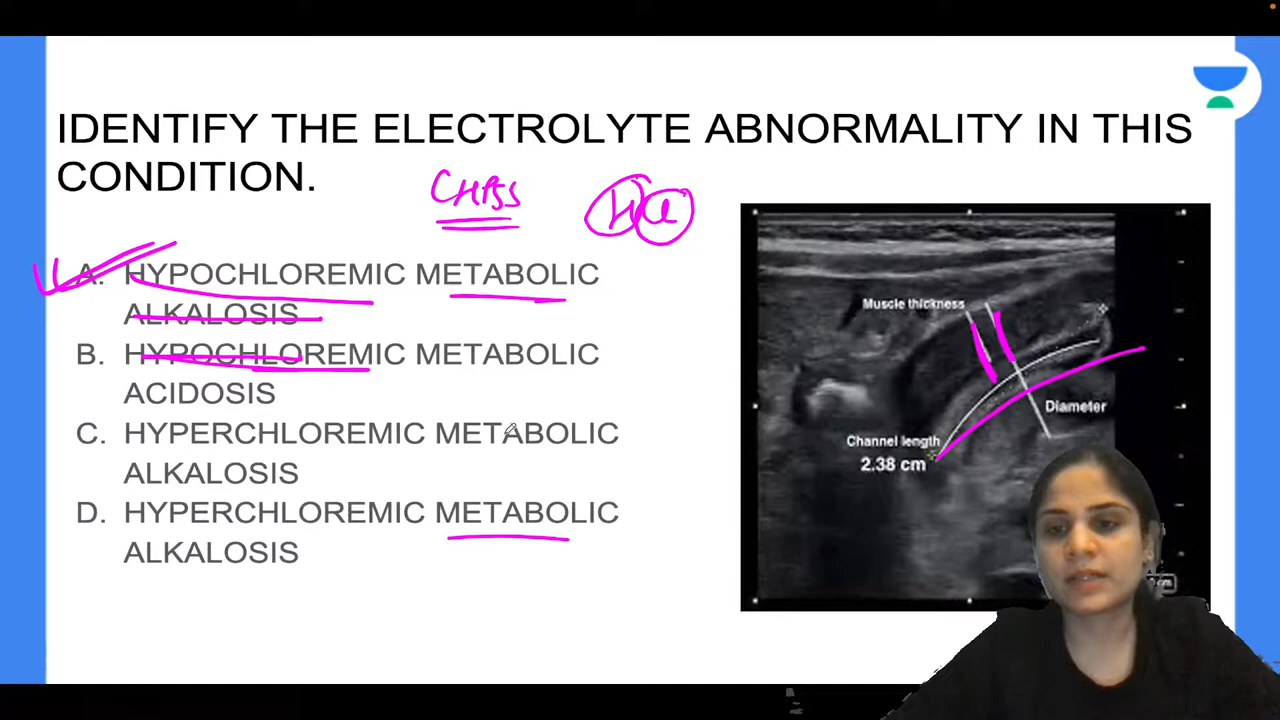 IDENTIFY THE ELECTROLYTE ABNORMALITY IN THIS
CONDITION.
CHPSS
HCl
A. HYPOCHLOREMIC METABOLIC
ALKALOSIS
B. HYPOCHLOREMIC METABOLIC
ACIDOSIS
C. HYPERCHLOREMIC METABOLIC
ALKALOSIS
D. HYPERCHLOREMIC METABOLIC
ALKALOSIS
Muscle thickness
Diameter
Channel length
2.38 cm